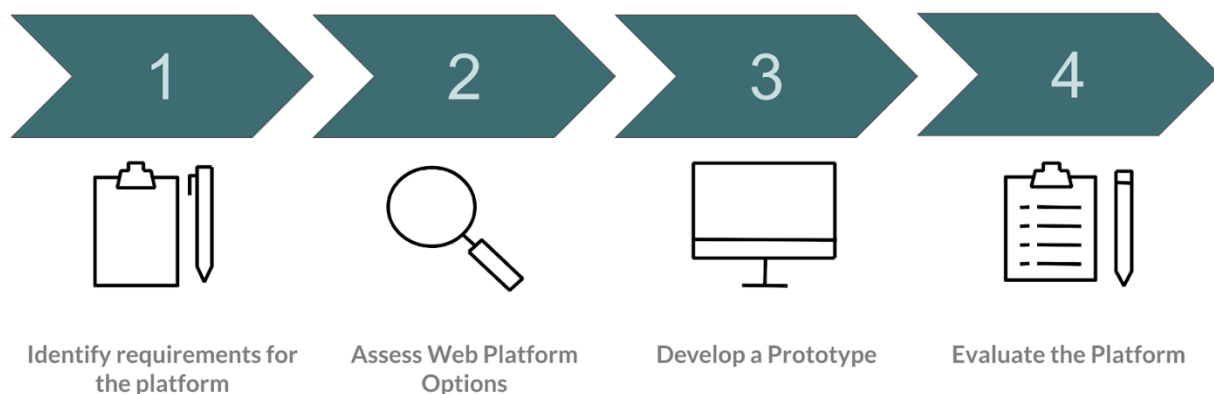 1
2
3
4
Identify requirements for
the platform
Assess Web Platform
Options
Develop a Prototype
Evaluate the Platform